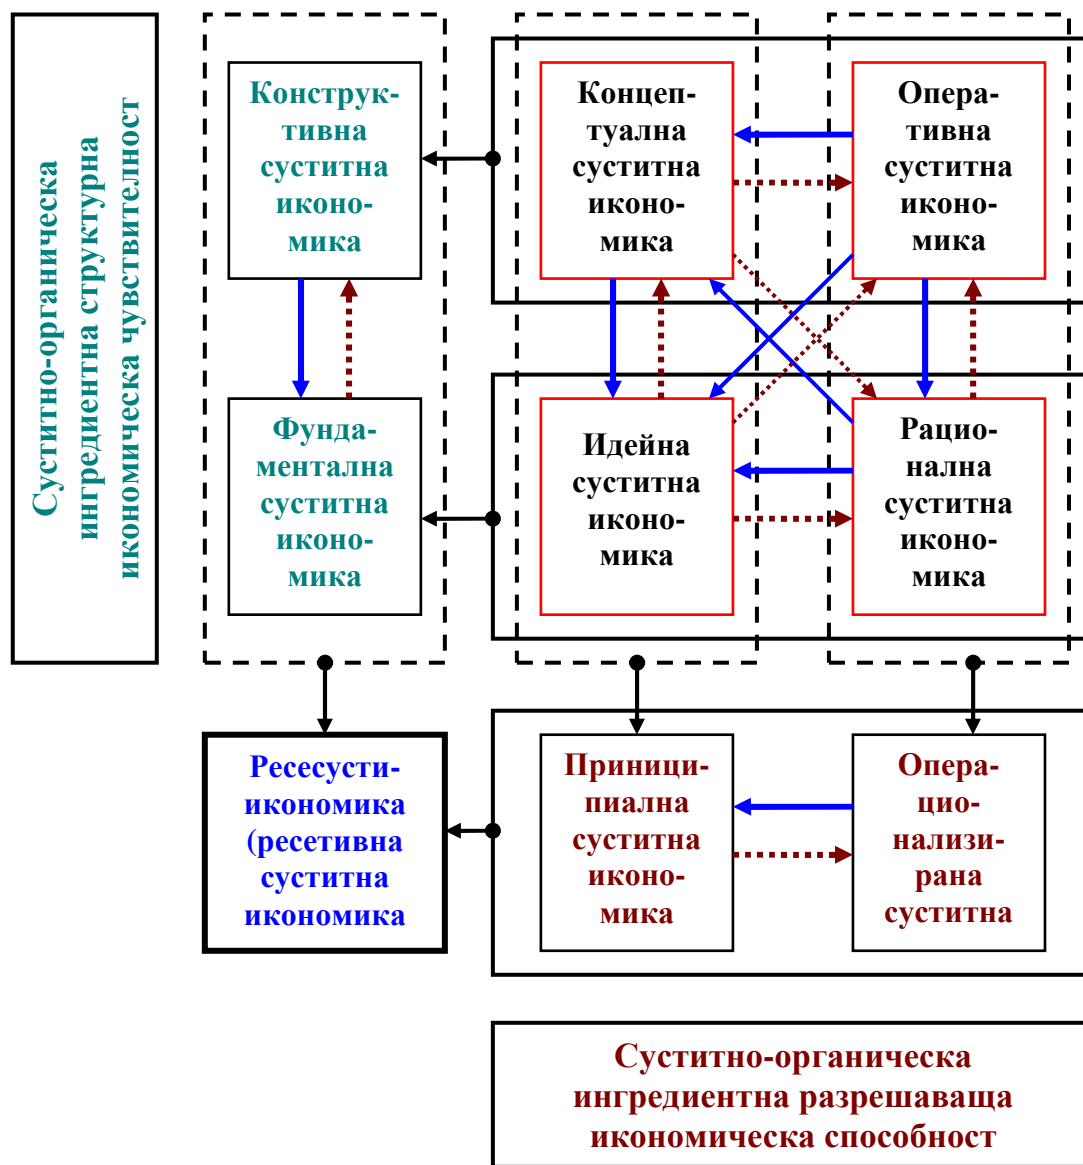 Суститно-органическа
ингредиентна структурна
икономическа чувствителност
Конструк-
тивна
суститна
иконо-
мика
Концеп-
туална
суститна
иконо-
мика
Опера-
тивна
суститна
иконо-
мика
Фунда-
ментална
суститна
иконо-
мика
Идейна
суститна
иконо-
мика
Рацио-
нална
суститна
иконо-
мика
Ресесусти-
икономика
(ресетивна
суститна
икономика
Приници-
пиална
суститна
иконо-
мика
Опера-
цио-
нализи-
рана
суститна
Суститно-органическа
ингредиентна разрешаваща
икономическа способност